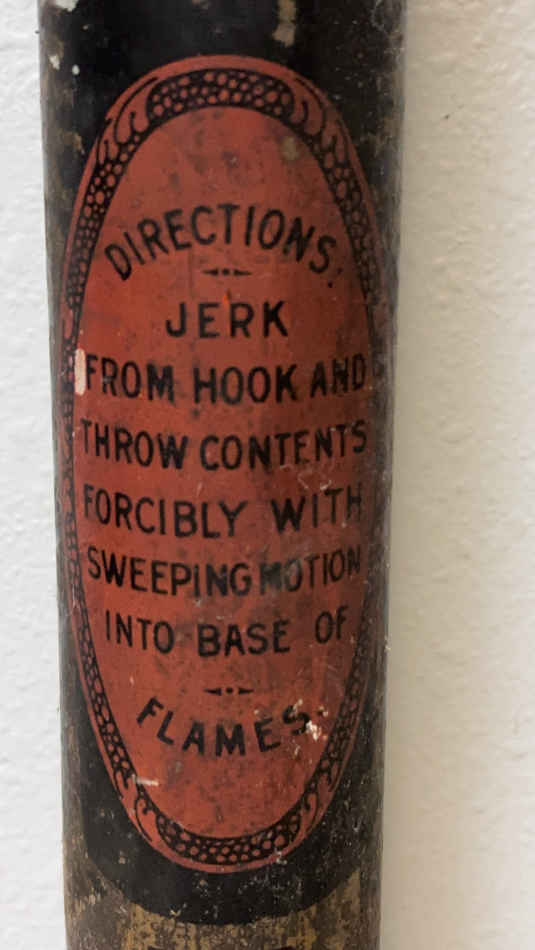 DIRECTIONS:
JERK
FROM HOOK AND
THROW CONTENTS
FORCIBLY WITH
SWEEPING MOTION
INTO BASE OF
FLAMES.